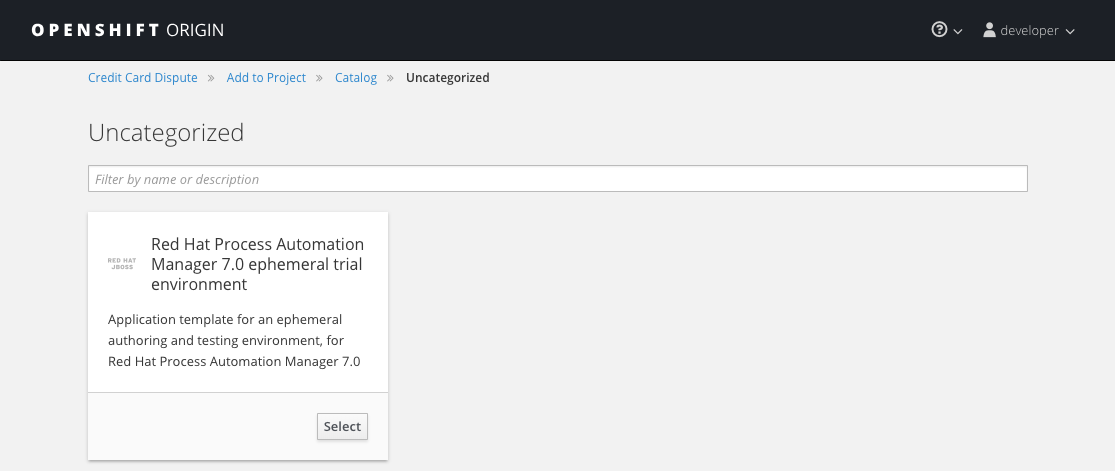 OPENSHIFT ORIGIN
developer
Credit Card Dispute » Add to Project » Catalog » Uncategorized
Uncategorized
Filter by name or description
RED HAT
JBOSS
Red Hat Process Automation
Manager 7.0 ephemeral trial
environment
Application template for an ephemeral
authoring and testing environment, for
Red Hat Process Automation Manager 7.0
Select